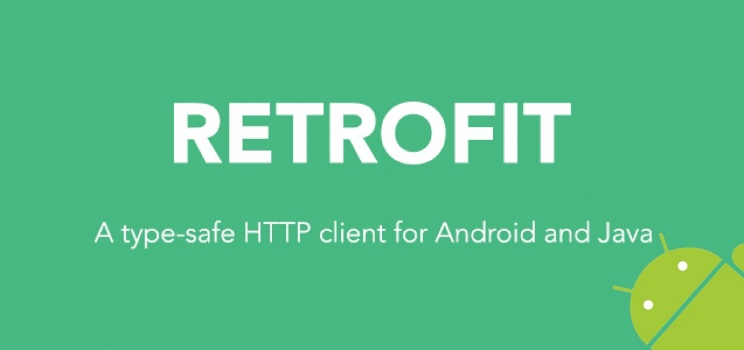 RETROFIT
A type-safe HTTP client for Android and Java